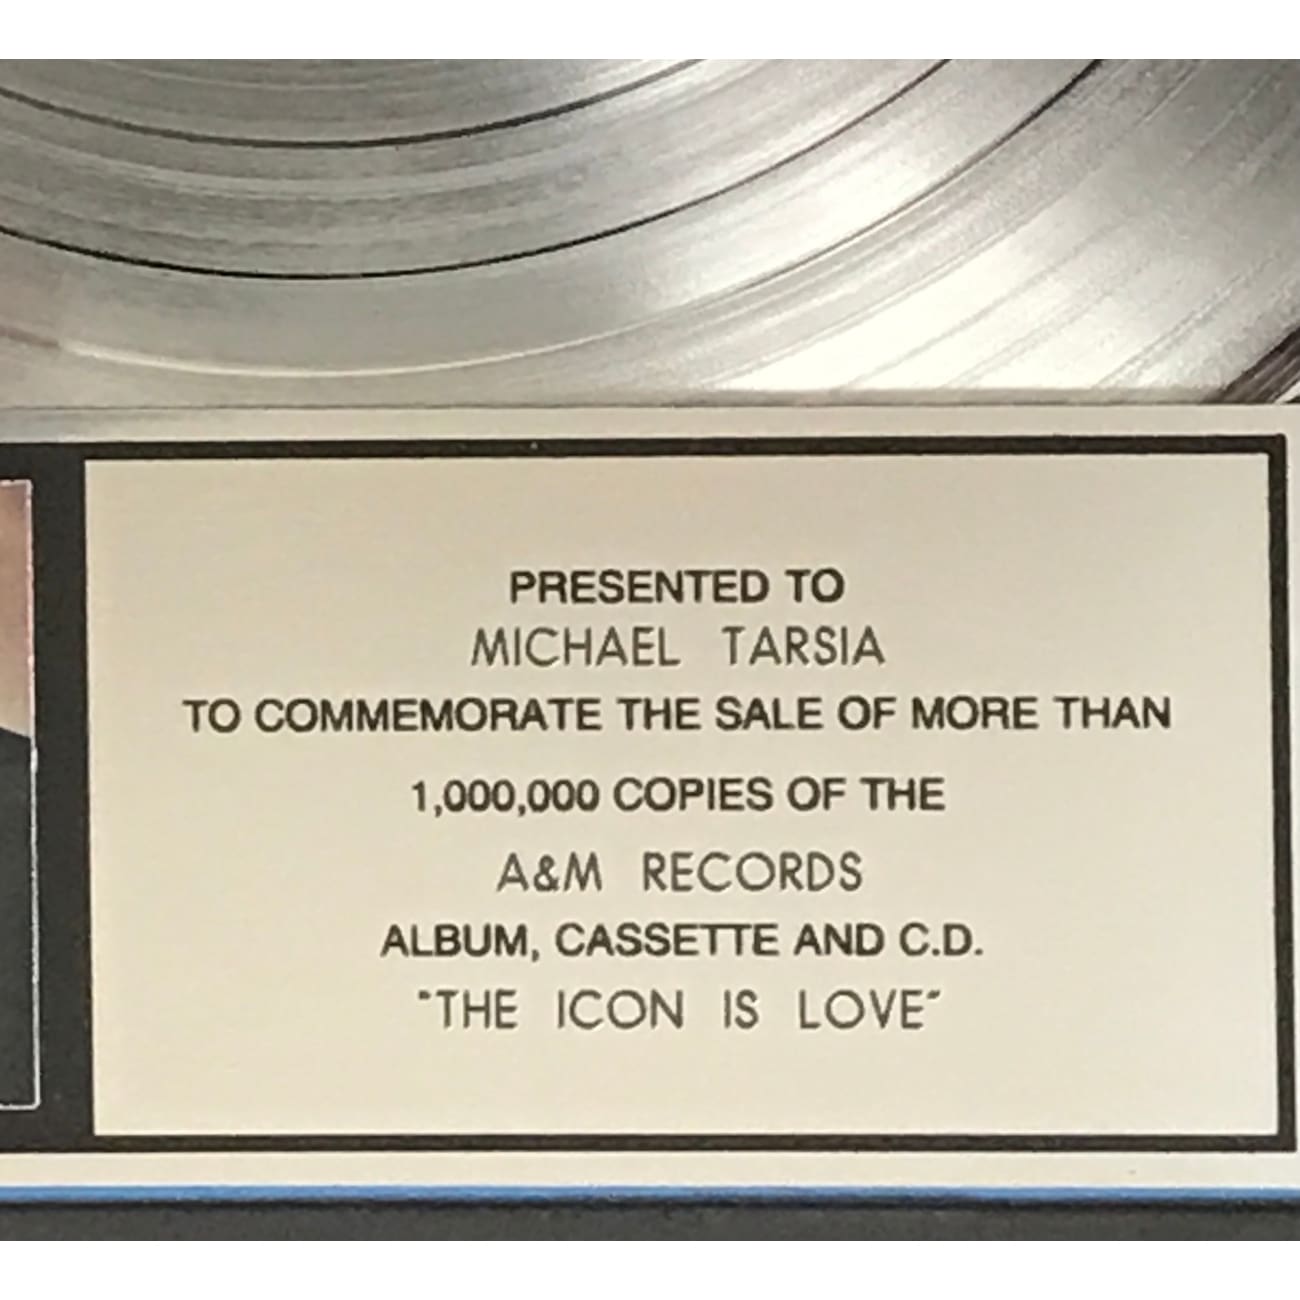 PRESENTED TO
MICHAEL TARSIA
TO COMMEMORATE THE SALE OF MORE THAN
1,000,000 COPIES OF THE
A&M RECORDS
ALBUM, CASSETTE AND C.D.
"THE ICON IS LOVE"